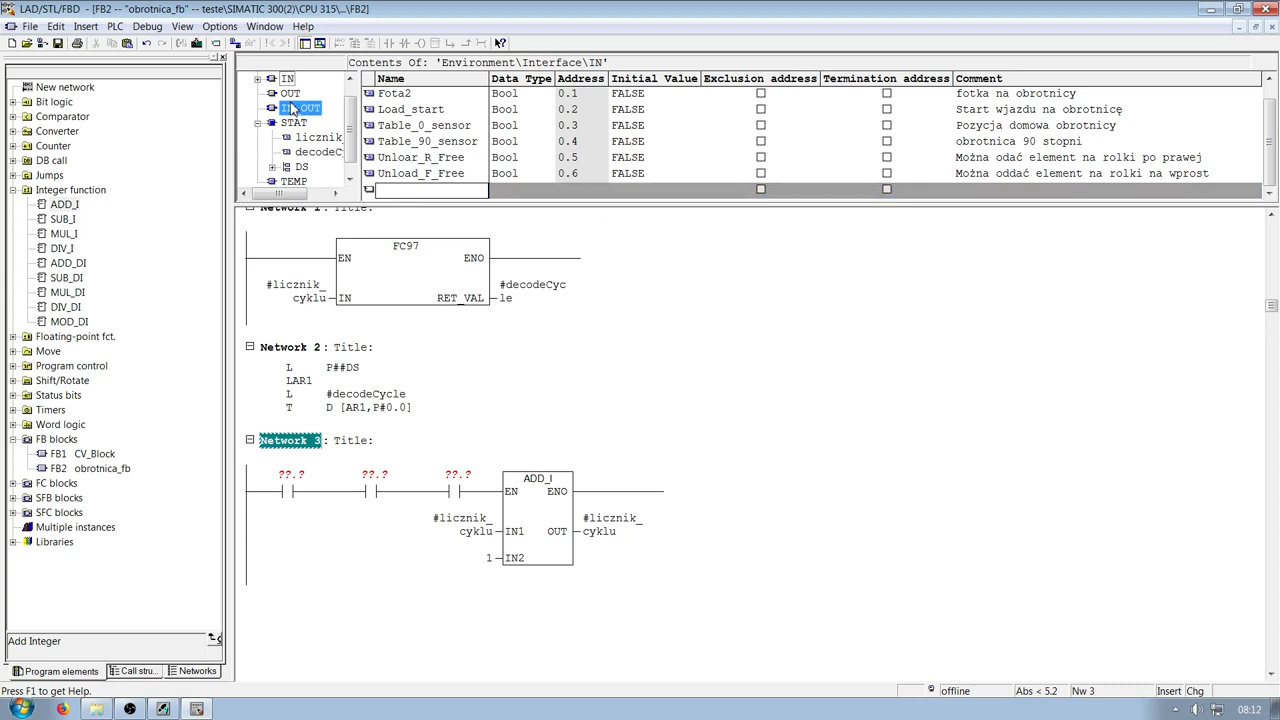 LAD/STL/FBD - [FB2 -- "obrotnica_fb" -- teste\SIMATIC 300(2)\CPU 315\...\FB2]
File Edit Insert PLC Debug View Options Window Help
Contents Of: 'Environment\Interface\IN'
New network
Bit logic
Comparator
Converter
Counter
DB call
Jumps
Integer function
ADD_I
SUB_I
MUL_I
DIV_I
ADD_DI
SUB_DI
MUL_DI
DIV_DI
MOD_DI
Floating-point fct.
Move
Program control
Shift/Rotate
Status bits
Timers
Word logic
FB blocks
FB1 CV_Block
FB2 obrotnica_fb
FC blocks
SFB blocks
SFC blocks
Multiple instances
Libraries
Add Integer
Program elements Call stru... Networks
IN
OUT
IN_OUT
STAT
licznik_
decodeC
DS
TEMP
Name Data Type Address Initial Value Exclusion address Termination address Comment
Fota2 Bool 0.1 FALSE fotka na obrotnicy
Load_start Bool 0.2 FALSE Start wjazdu na obrotnicę
Table_0_sensor Bool 0.3 FALSE Pozycja domowa obrotnicy
Table_90_sensor Bool 0.4 FALSE obrotnica 90 stopni
Unloar_R_Free Bool 0.5 FALSE Można odać element na rolki po prawej
Unload_F_Free Bool 0.6 FALSE Można oddać element na rolki na wprost
Network 1: Title:
FC97
EN ENO
#licznik_
cyklu IN RET_VAL
#decodeCyc
le
Network 2 : Title:
L P##DS
LAR1
L #decodeCycle
T D [AR1,P#0.0]
Network 3 : Title:
??.? ??.? ??.?
ADD_I
EN ENO
#licznik_
cyklu IN1 OUT
#licznik_
cyklu
1 IN2
Press F1 to get Help.
offline Abs < 5.2 Nw 3 Insert Chg
08:12